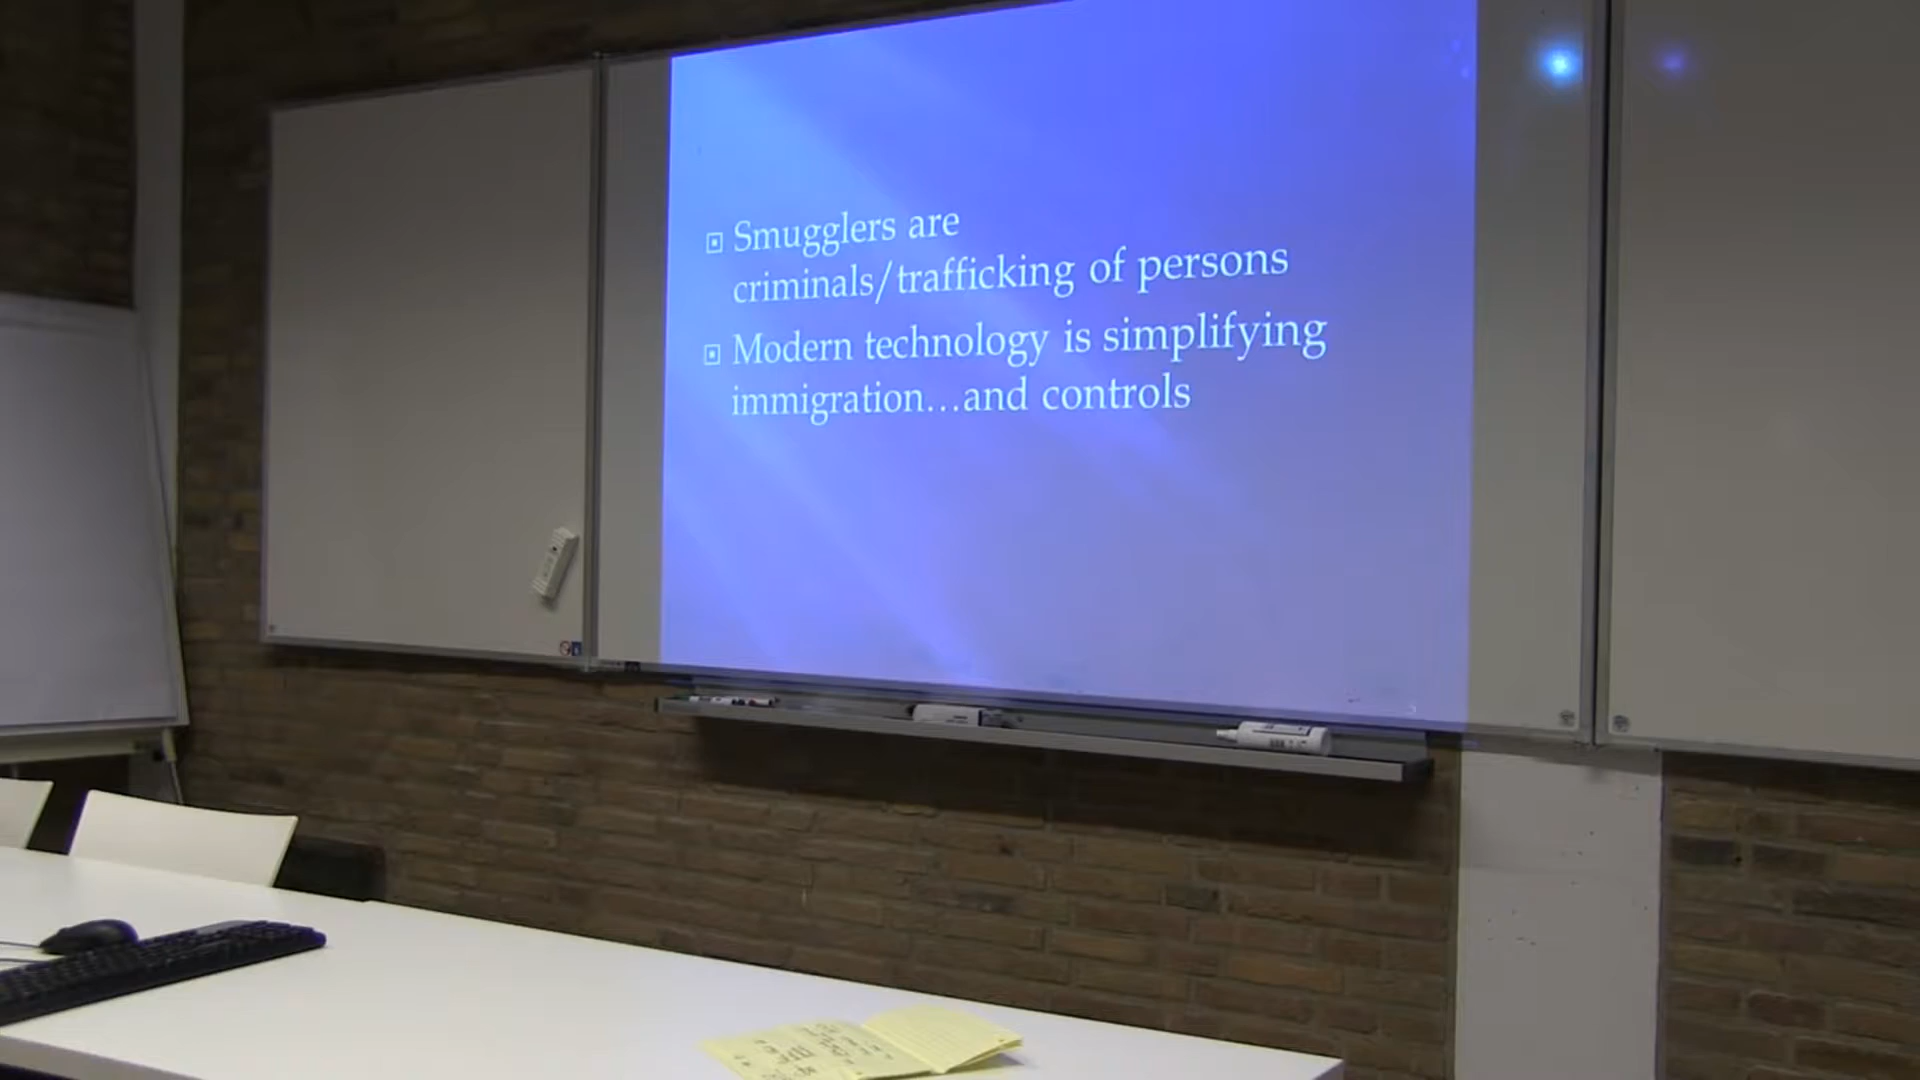 Smugglers are
criminals/trafficking of persons
Modern technology is simplifying
immigration…and controls